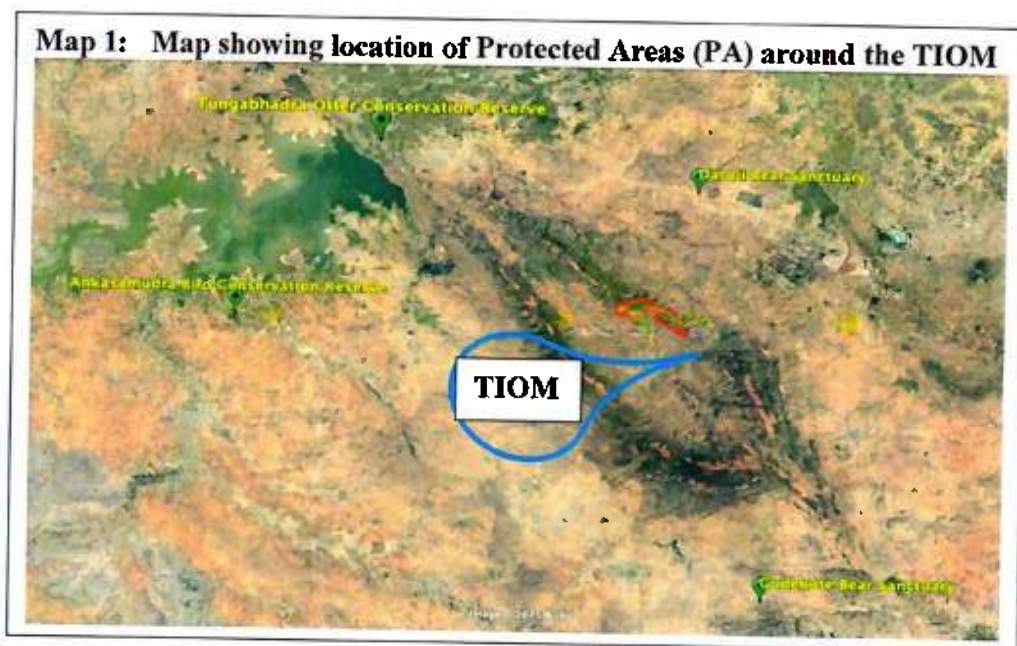 Map 1: Map showing location of Protected Areas (PA) around the TIOM
Tungabhadra Otter Conservation Reserve
Daroji Bear Sanctuary
Ankasamudra Bird Conservation Reserve
TIOM
Gudekote Bear Sanctuary